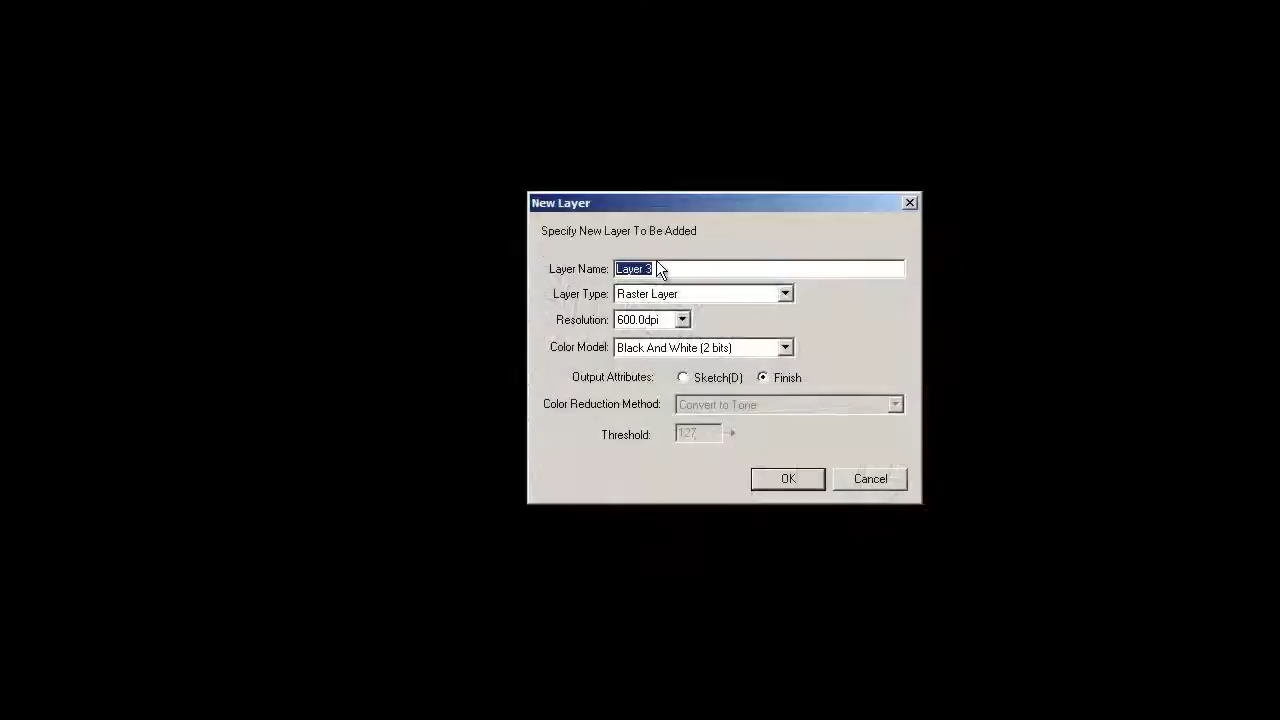 New Layer
Specify New Layer To Be Added
Layer Name: Layer 3
Layer Type: Raster Layer
Resolution: 600.0dpi
Color Model: Black And White (2 bits)
Output Attributes: Sketch(D) Finish
Color Reduction Method: Convert to Tone
Threshold: 127
OK Cancel